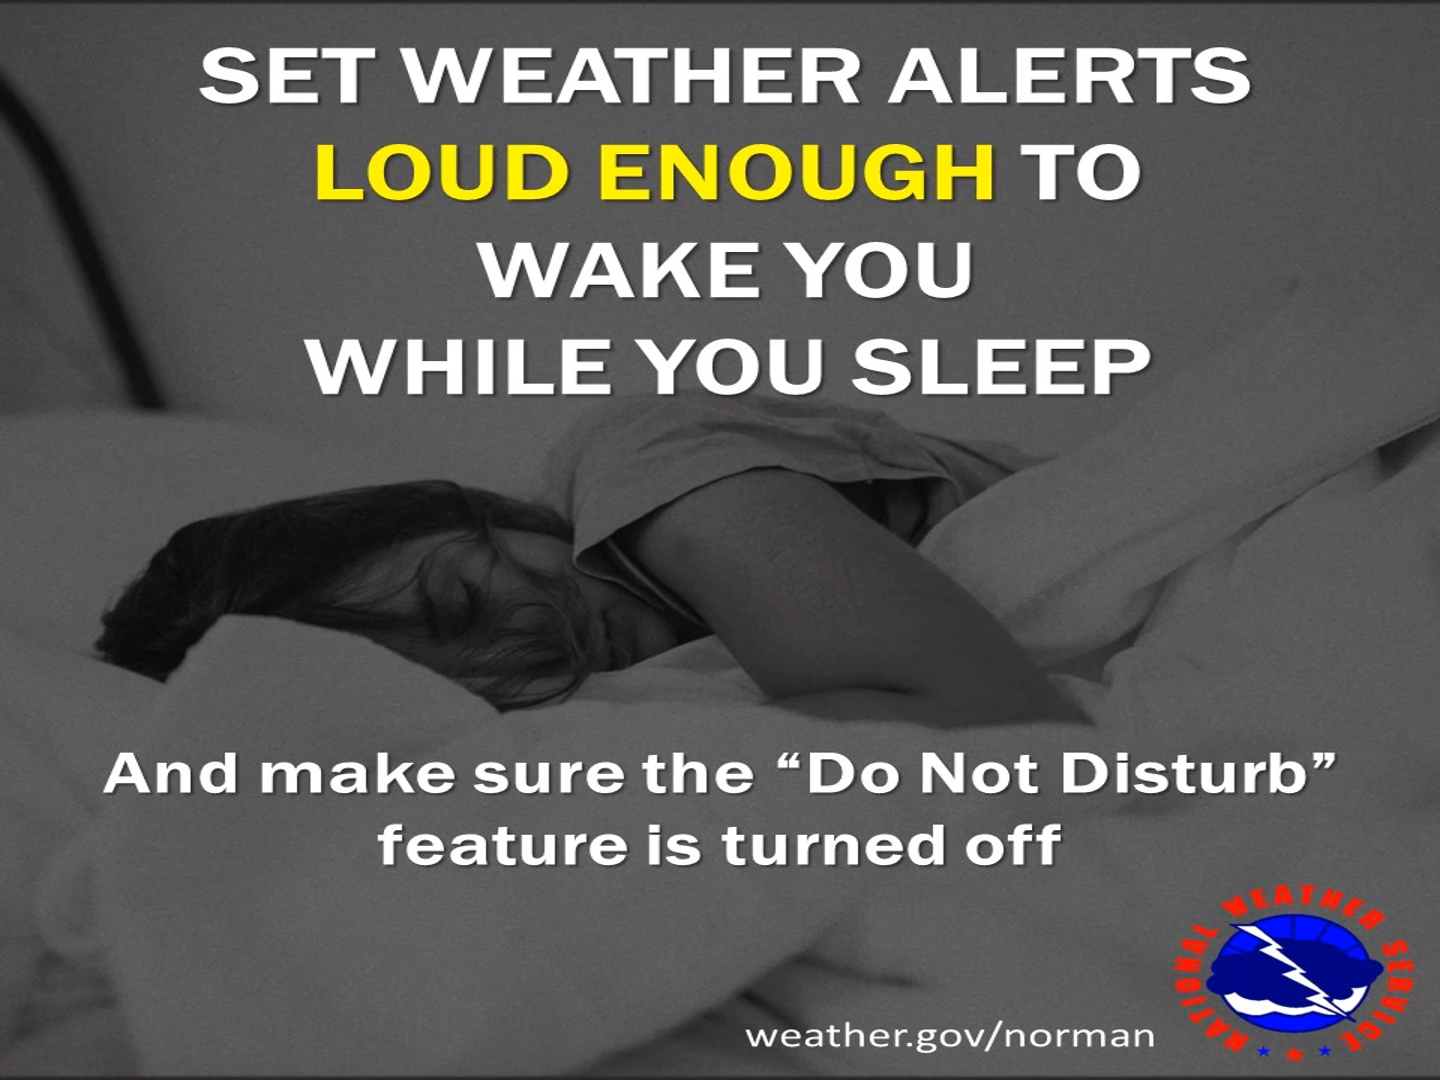 SET WEATHER ALERTS
LOUD ENOUGH TO
WAKE YOU
WHILE YOU SLEEP
And make sure the “Do Not Disturb”
feature is turned off
NATIONAL WEATHER SERVICE
weather.gov/norman